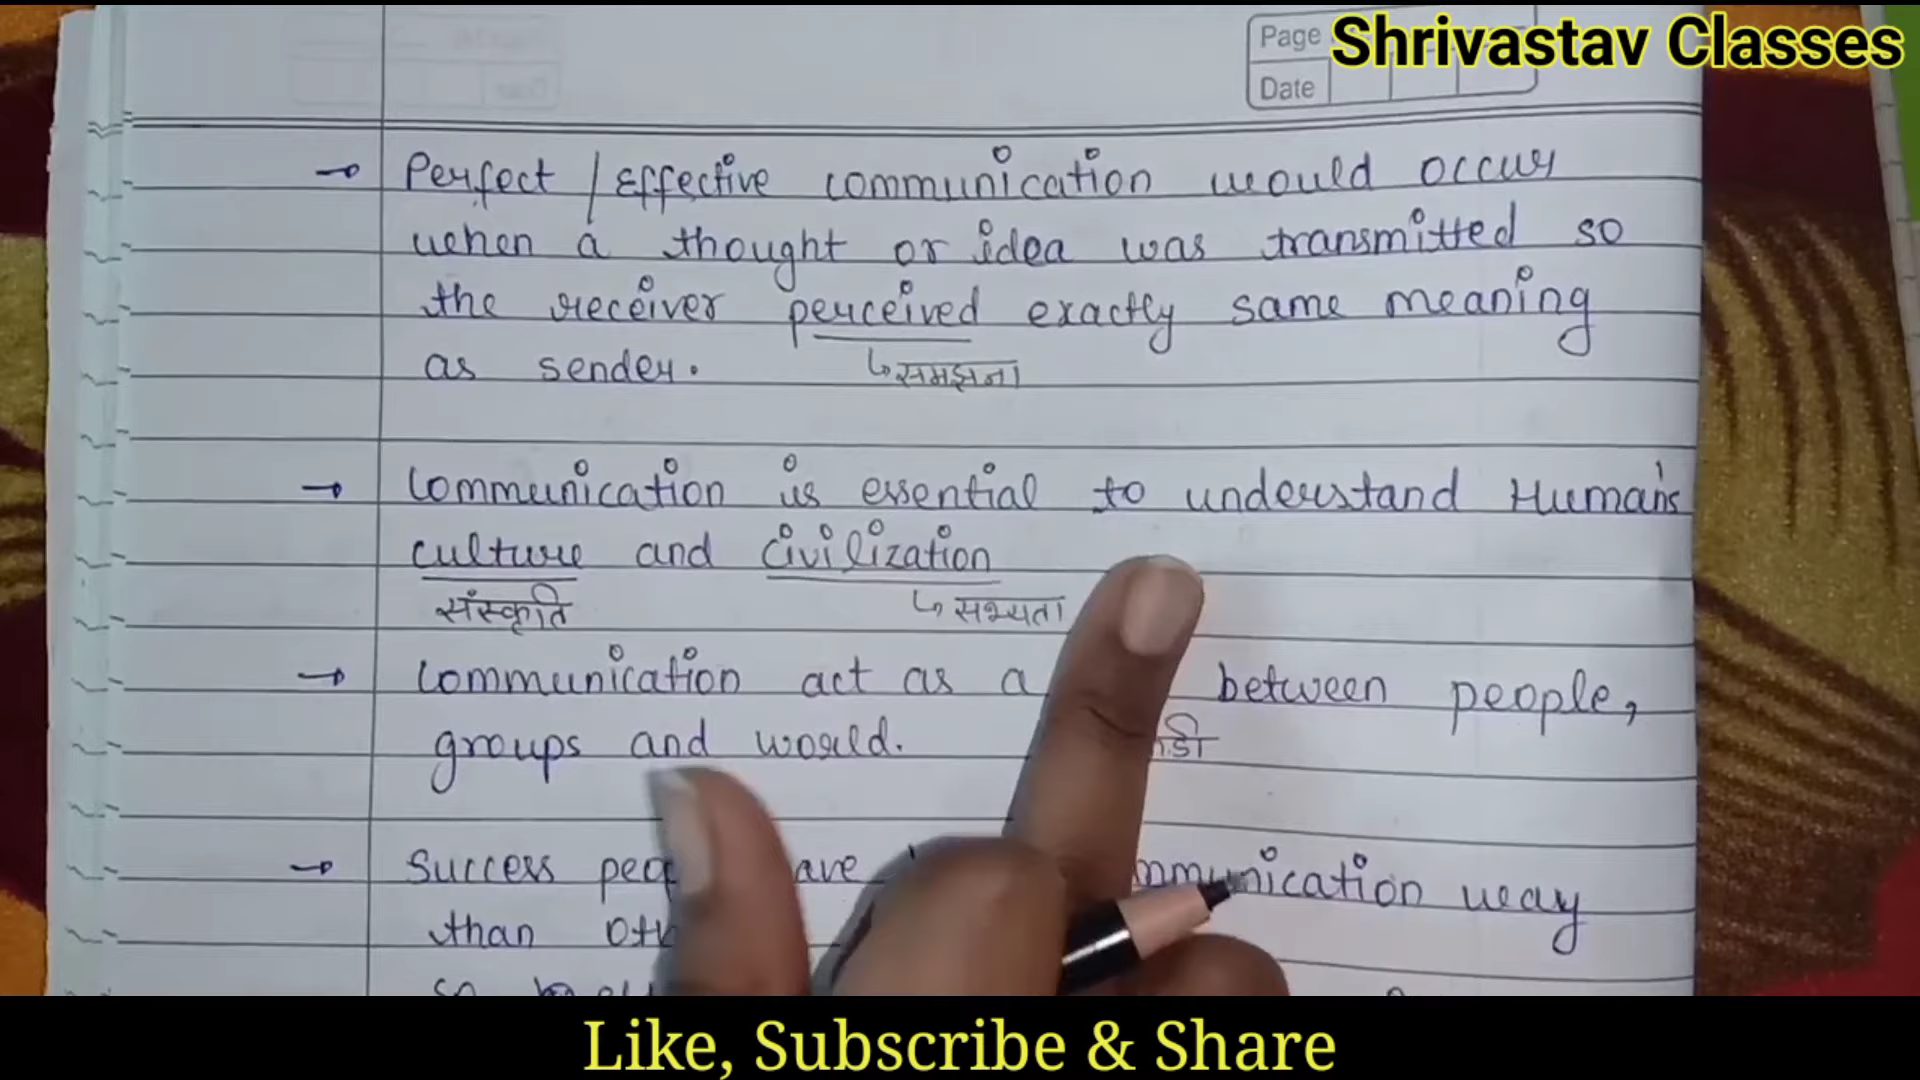 Shrivastav Classes
Page
Date
→ Perfect / Effective communication would occur
when a thought or idea was transmitted so
the receiver perceived exactly same meaning
as sender. ↳ समझना
→ Communication is essential to understand Human's
culture and civilization
संस्कृति ↳ सभ्यता
→ Communication act as a between people,
groups and world.
→ Success communication way
than
Like, Subscribe & Share